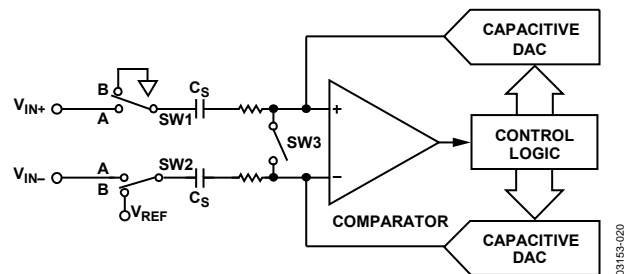 CAPACITIVE
DAC
B
CS
VIN+
A
SW1
+
SW3
CONTROL
LOGIC
VIN–
A
SW2
–
B
CS
VREF
COMPARATOR
CAPACITIVE
DAC
03153-020